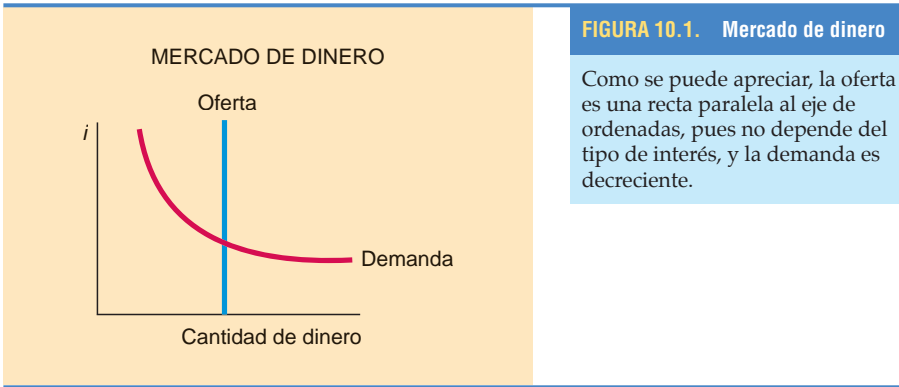 FIGURA 10.1. Mercado de dinero
Como se puede apreciar, la oferta
es una recta paralela al eje de
ordenadas, pues no depende del
tipo de interés, y la demanda es
decreciente.
MERCADO DE DINERO
Oferta
i
Demanda
Cantidad de dinero